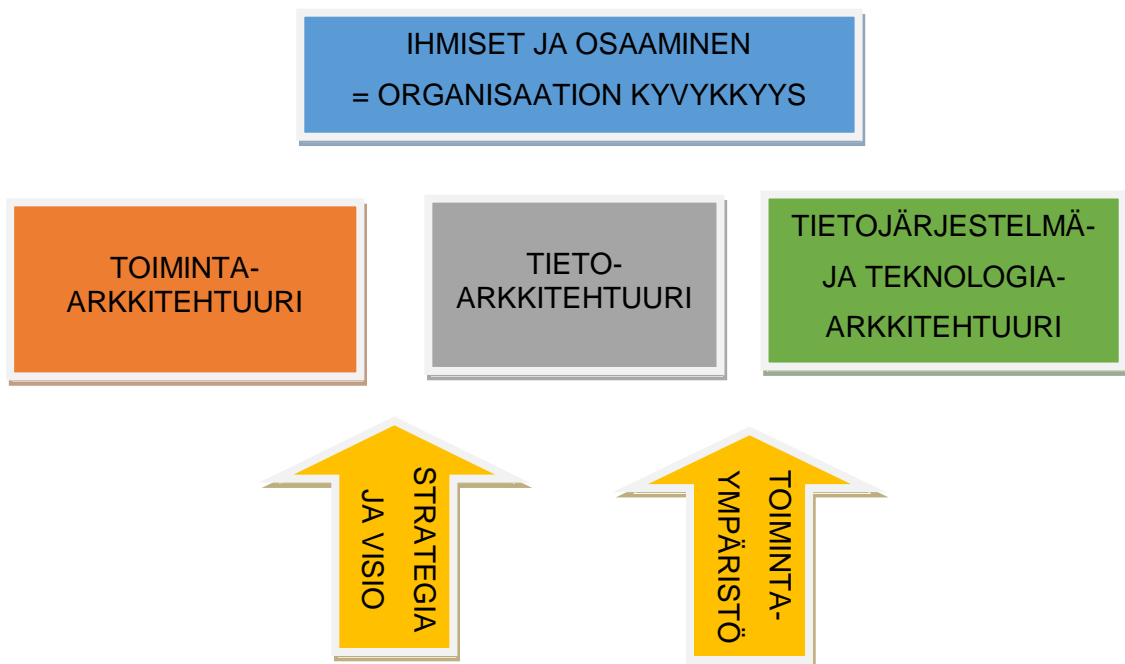 IHMISET JA OSAAMINEN
= ORGANISAATION KYVYKKYYS
TOIMINTA-
ARKKITEHTUURI
TIETO-
ARKKITEHTUURI
TIETOJÄRJESTELMÄ-
JA TEKNOLOGIA-
ARKKITEHTUURI
STRATEGIA
JA VISIO
TOIMINTA-
YMPÄRISTÖ